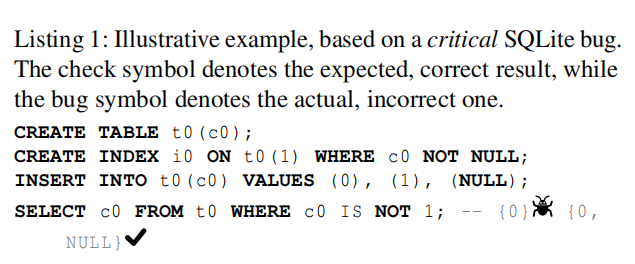 Listing 1: Illustrative example, based on a critical SQLite bug.
The check symbol denotes the expected, correct result, while
the bug symbol denotes the actual, incorrect one.
CREATE TABLE t0(c0);
CREATE INDEX i0 ON t0(1) WHERE c0 NOT NULL;
INSERT INTO t0(c0) VALUES (0), (1), (NULL);
SELECT c0 FROM t0 WHERE c0 IS NOT 1; -- {0} {0,
NULL}✔